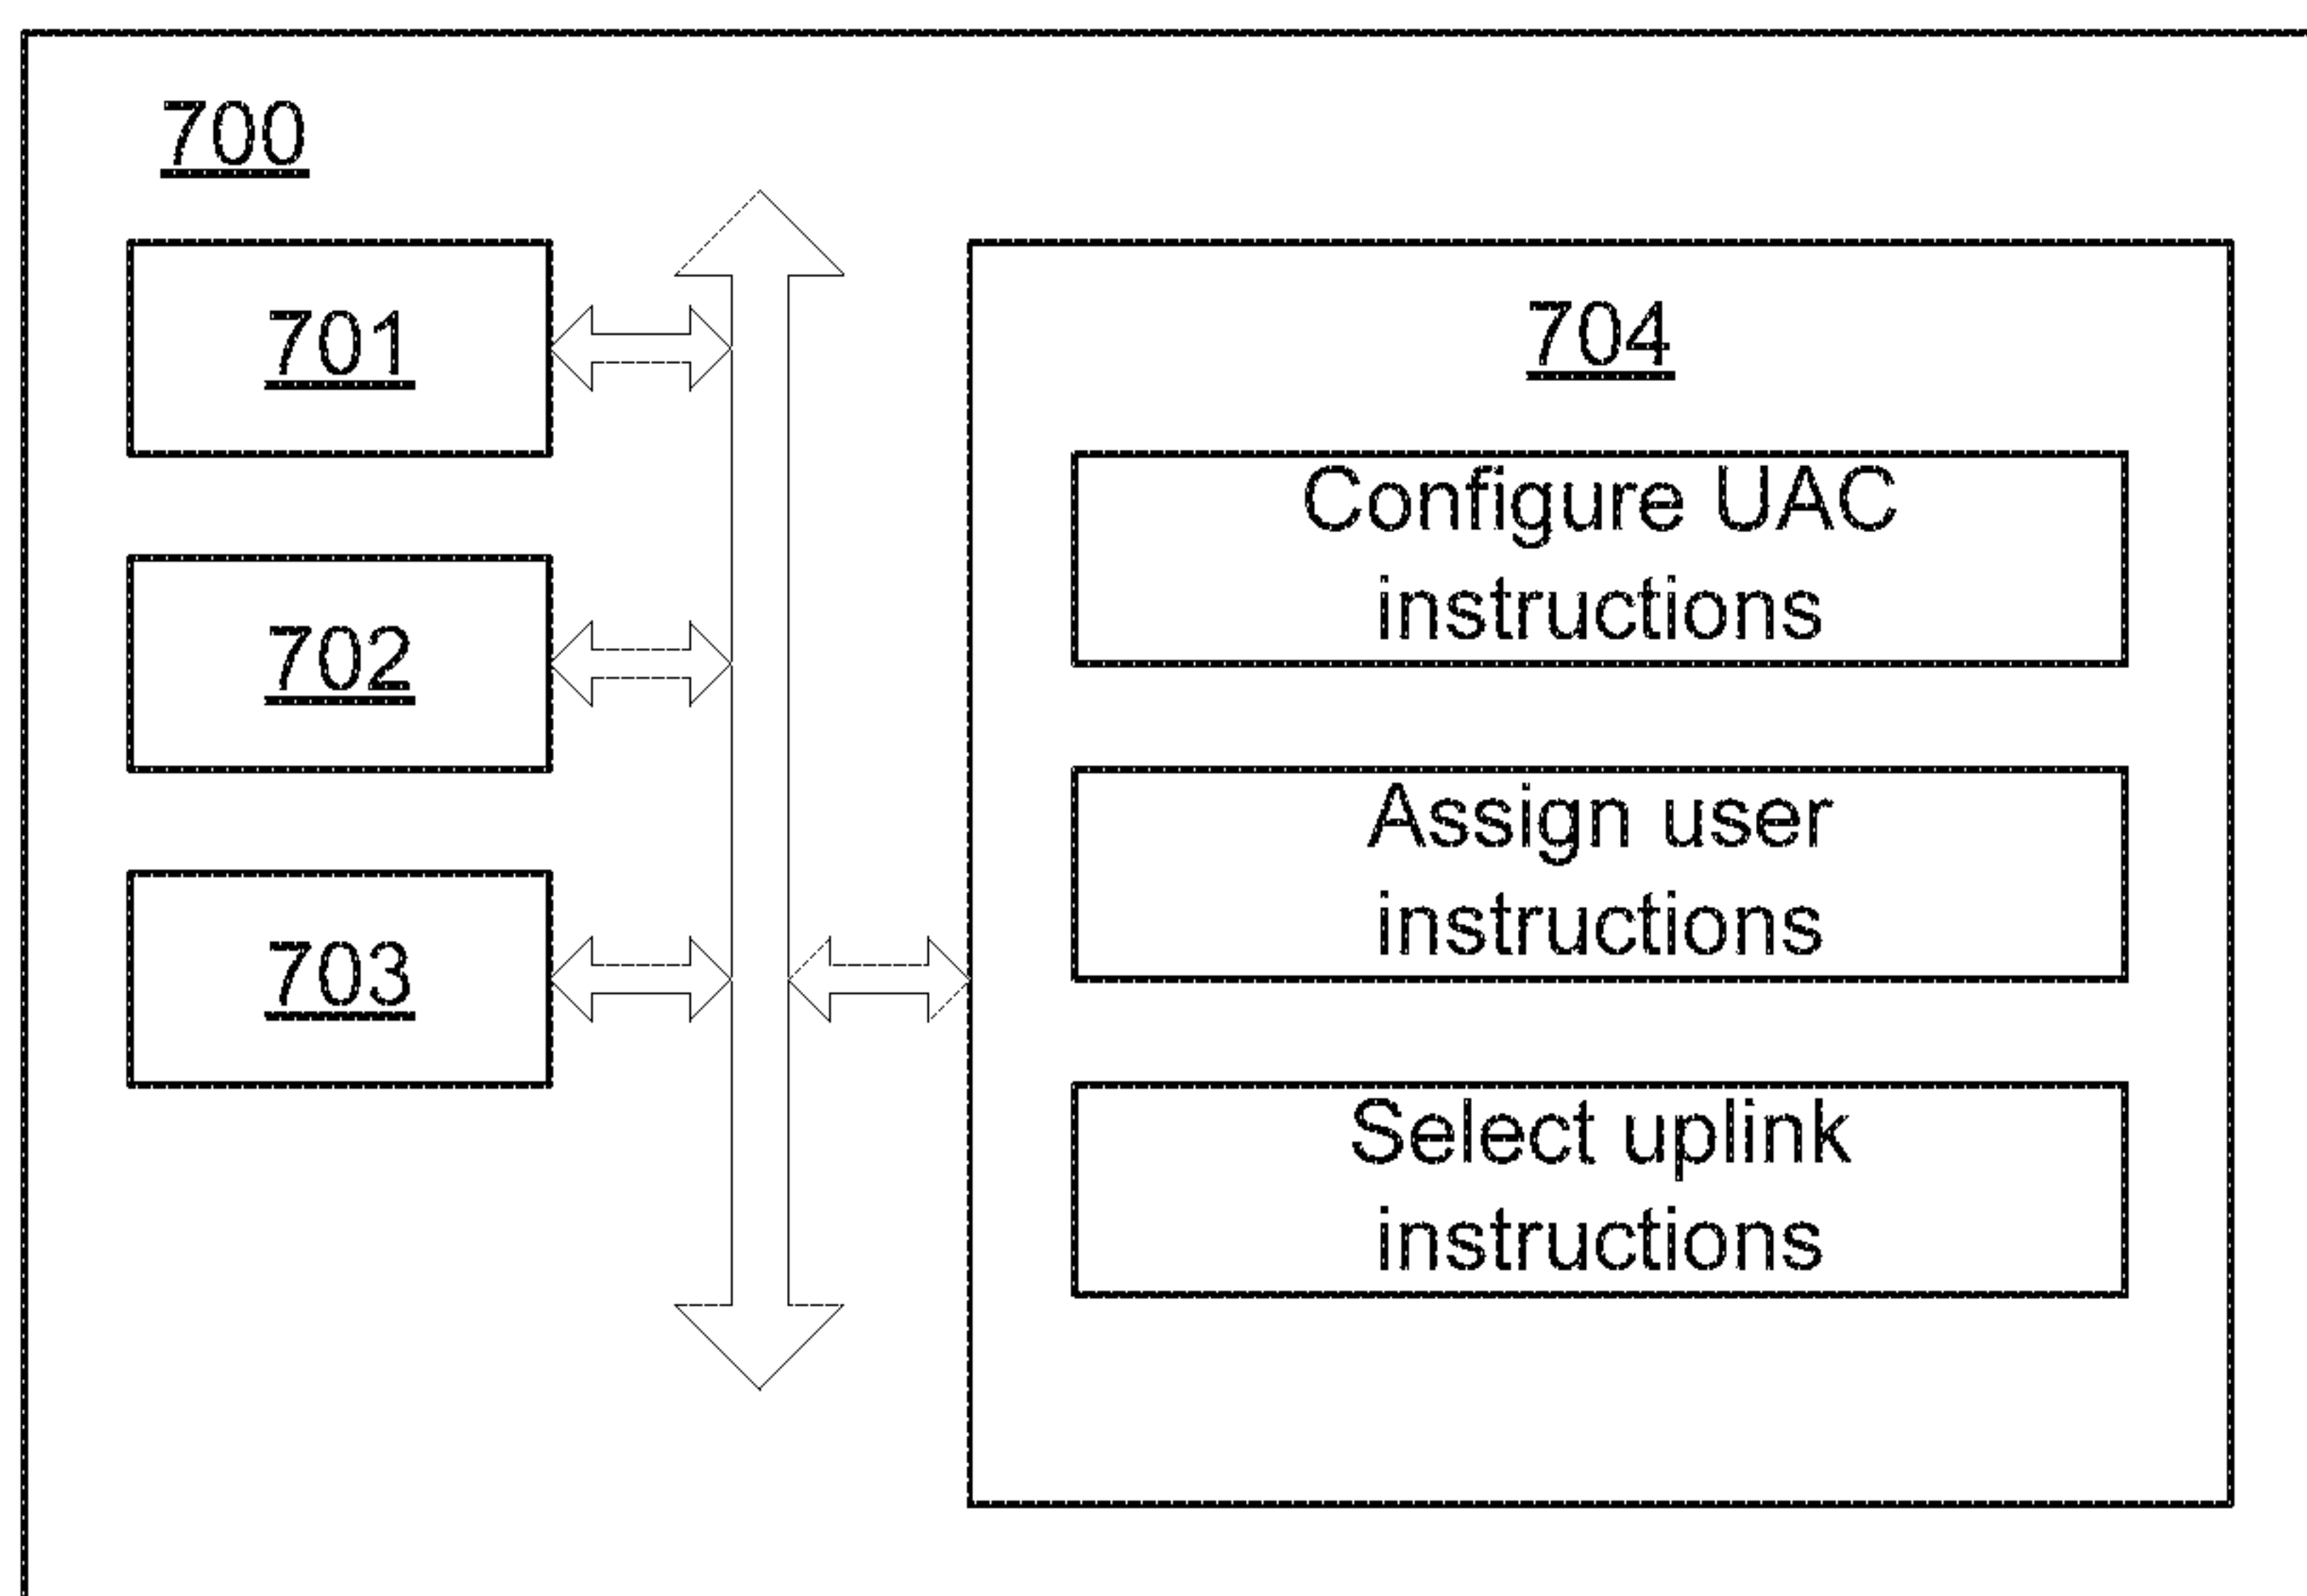 700
701
702
703
704
Configure UAC
instructions
Assign user
instructions
Select uplink
instructions